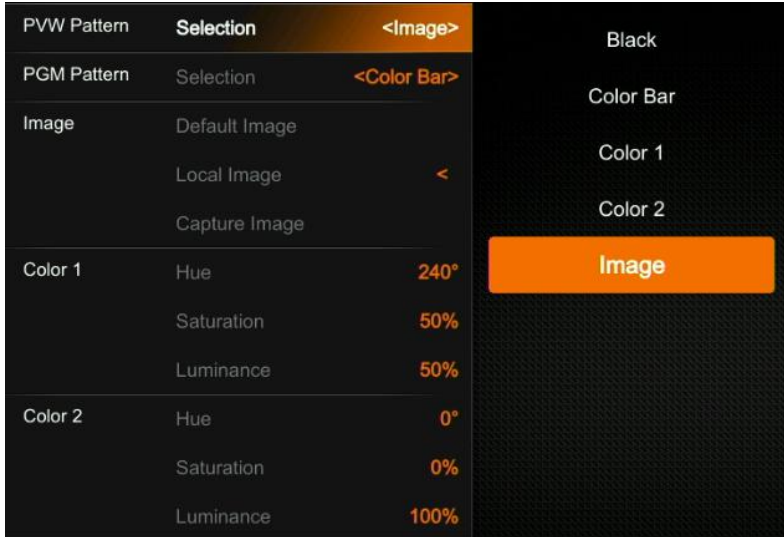 PVW Pattern Selection <Image>
PGM Pattern Selection <Color Bar>
Image Default Image
Local Image <
Capture Image
Color 1 Hue 240°
Saturation 50%
Luminance 50%
Color 2 Hue 0°
Saturation 0%
Luminance 100%
Black
Color Bar
Color 1
Color 2
Image